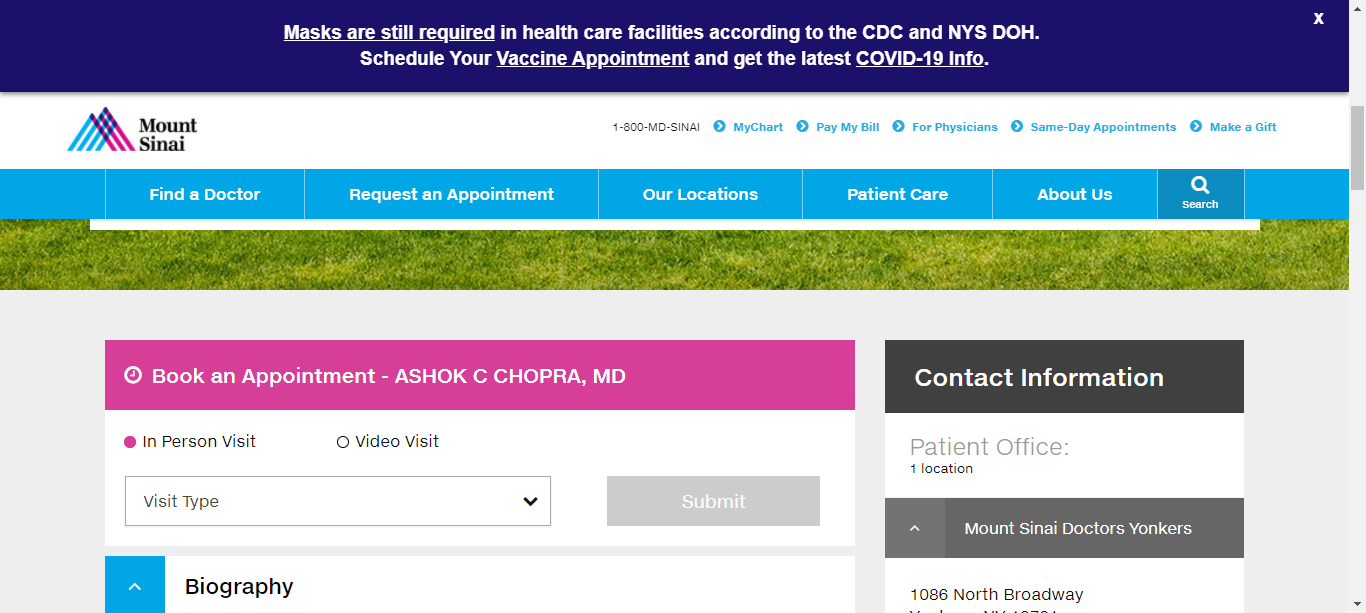 Masks are still required in health care facilities according to the CDC and NYS DOH.
X
Schedule Your Vaccine Appointment and get the latest COVID-19 Info.
Mount
Sinai
1-800-MD-SINAI MyChart Pay My Bill For Physicians Same-Day Appointments Make a Gift
Find a Doctor Request an Appointment Our Locations Patient Care About Us Search
Book an Appointment - ASHOK C CHOPRA, MD
In Person Visit Video Visit
Visit Type Submit
Biography
Contact Information
Patient Office:
1 location
Mount Sinai Doctors Yonkers
1086 North Broadway